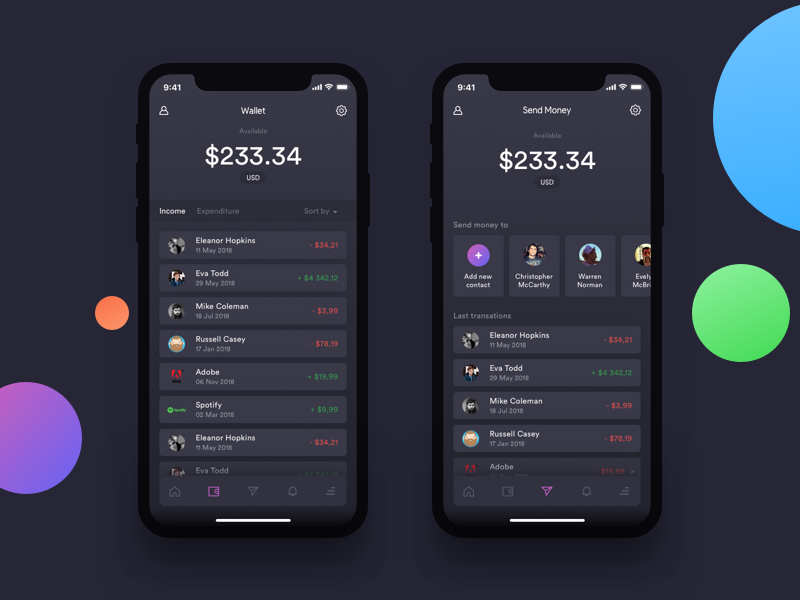 9:41
Wallet
Available
$233.34
USD
Income Expenditure Sort by
Eleanor Hopkins
11 May 2018
- $34,21
Eva Todd
29 May 2018
+ $4 342,12
Mike Coleman
18 Jul 2018
- $3,99
Russell Casey
17 Jan 2018
- $78,19
Adobe
06 Nov 2018
+ $19,99
Spotify
Spotify
02 Mar 2018
+ $9,99
Eleanor Hopkins
11 May 2018
- $34,21
Eva Todd
9:41
Send Money
Available
$233.34
USD
Send money to
Add new
contact
Christopher
McCarthy
Warren
Norman
Evely
McBri
Last transations
Eleanor Hopkins
11 May 2018
- $34,21
Eva Todd
29 May 2018
+ $4 342,12
Mike Coleman
18 Jul 2018
- $3,99
Russell Casey
17 Jan 2018
- $78,19
Adobe
- $19,99 >